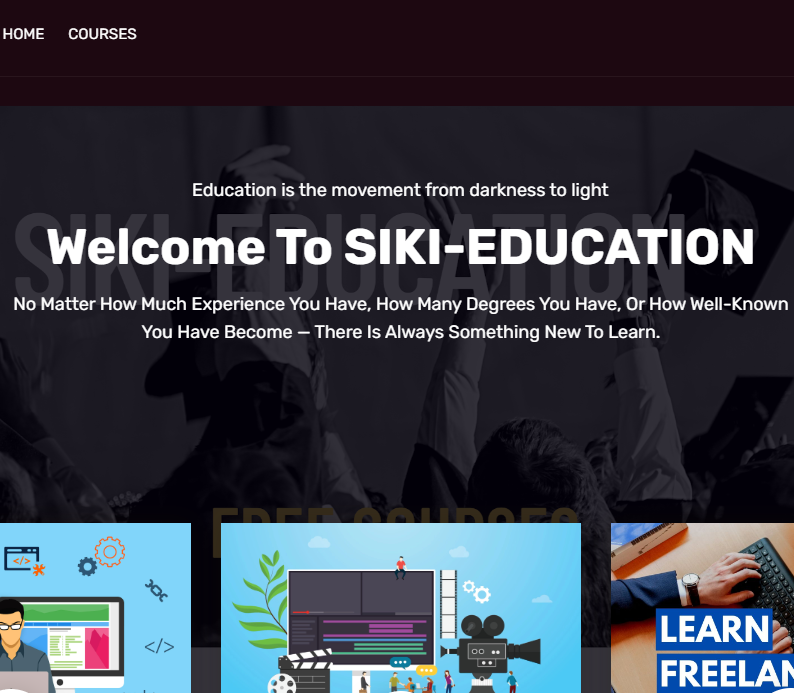 HOME COURSES
Education is the movement from darkness to light
SIKI-EDUCATION
Welcome To SIKI-EDUCATION
No Matter How Much Experience You Have, How Many Degrees You Have, Or How Well-Known
You Have Become — There Is Always Something New To Learn.
FREE COURSES
</>
</>
LEARN
FREELAN